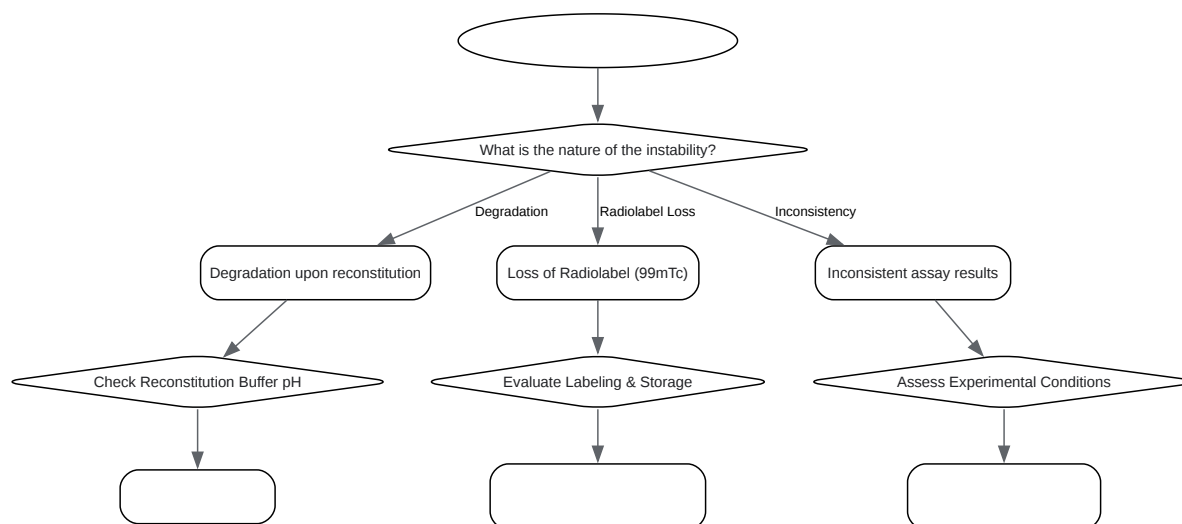 What is the nature of the instability?
Degradation
Radiolabel Loss
Inconsistency
Degradation upon reconstitution
Loss of Radiolabel (99mTc)
Inconsistent assay results
Check Reconstitution Buffer pH
Evaluate Labeling & Storage
Assess Experimental Conditions